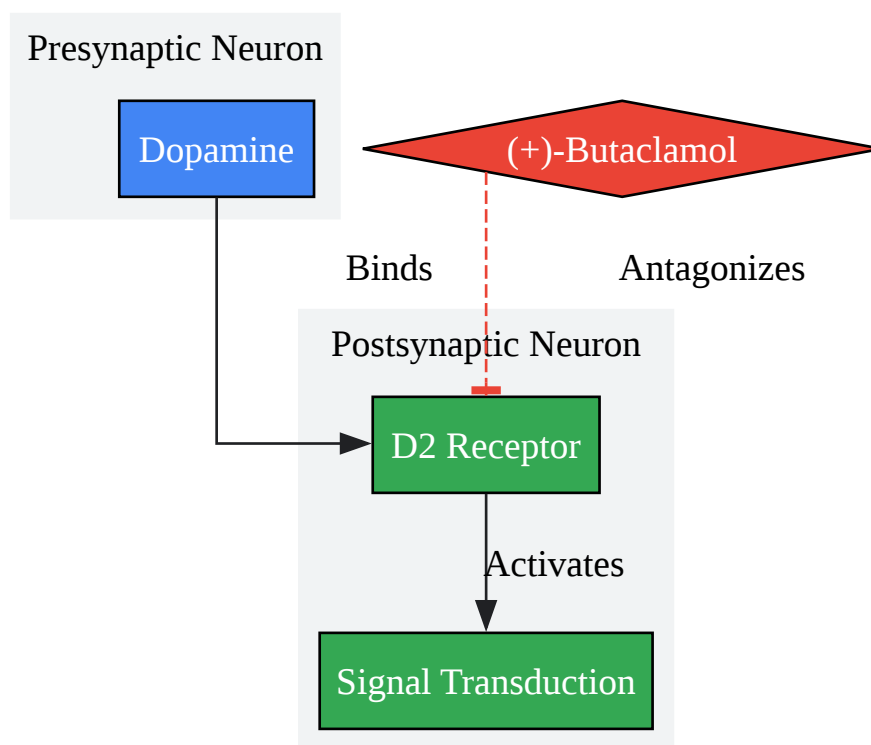 Presynaptic Neuron
Dopamine
(+)-Butaclamol
Binds
Antagonizes
Postsynaptic Neuron
D2 Receptor
Activates
Signal Transduction